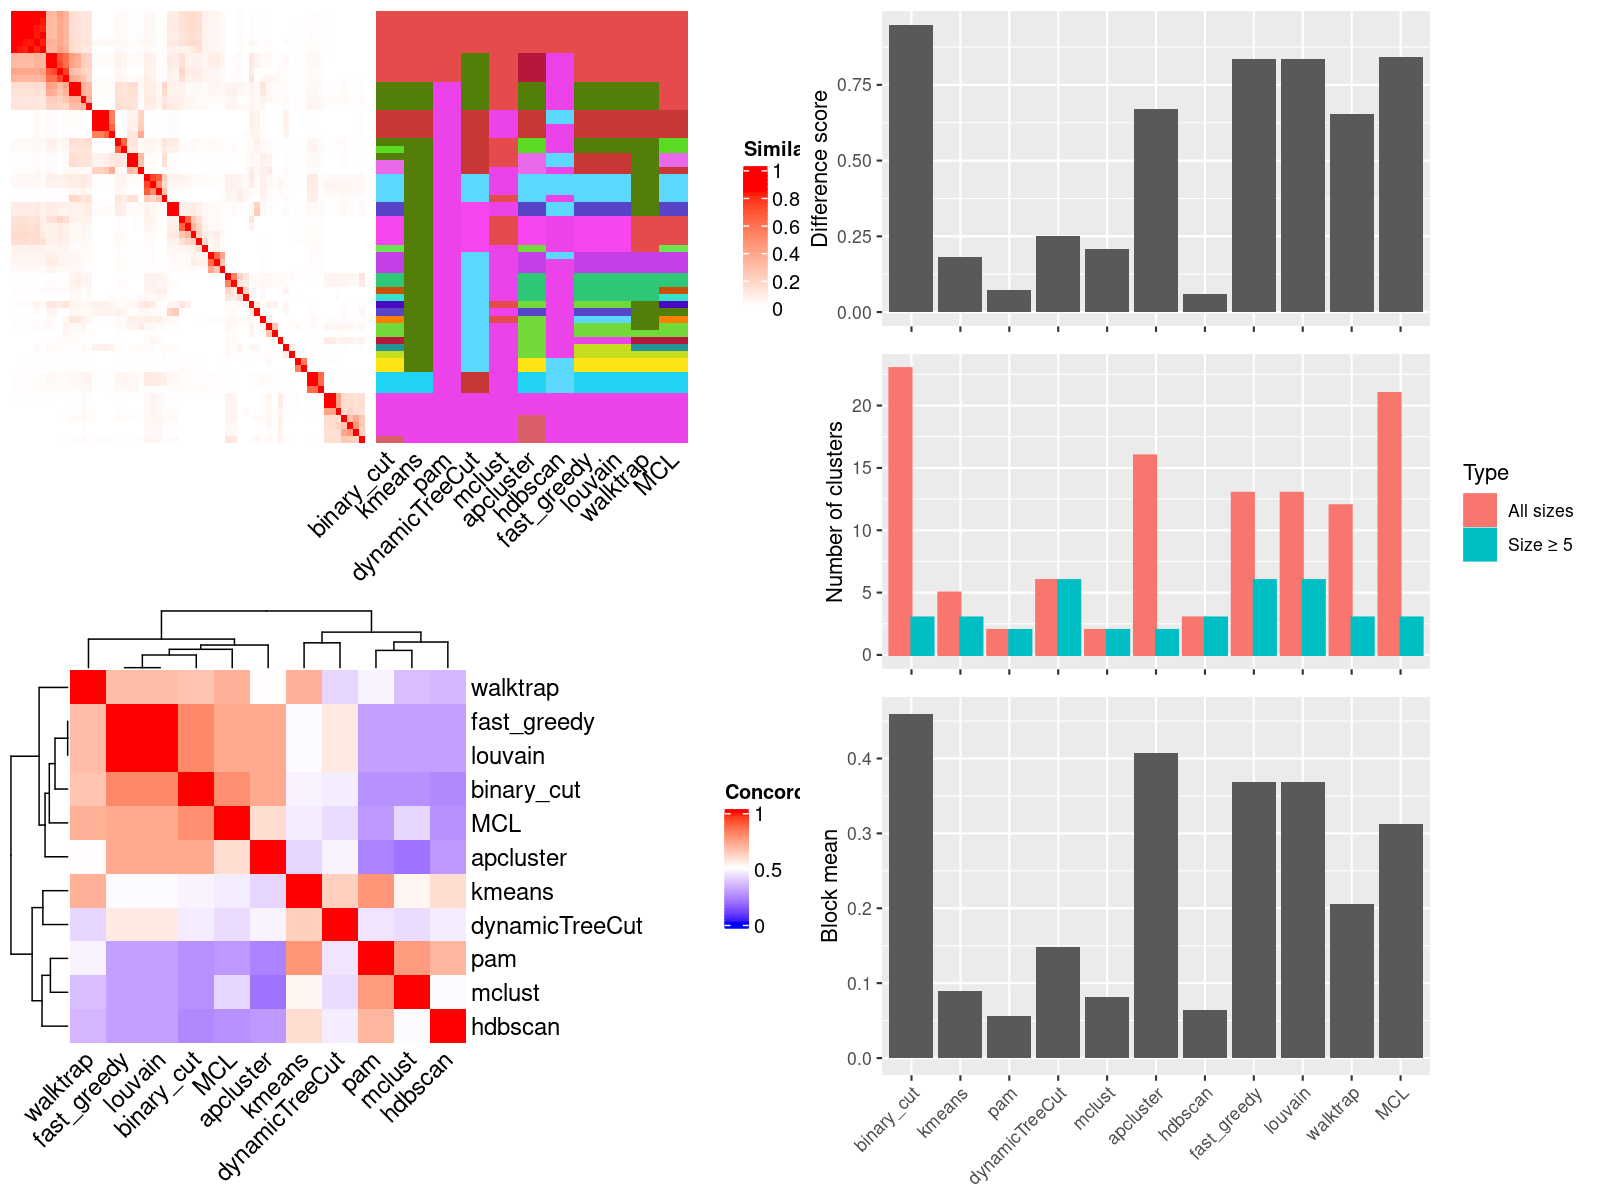 Simila
1
0.8
0.6
0.4
0.2
0
binary_cut
kmeans
pam
dynamicTreeCut
mclust
apcluster
hdbscan
fast_greedy
louvain
walktrap
MCL
walktrap
fast_greedy
louvain
binary_cut
MCL
apcluster
kmeans
dynamicTreeCut
pam
mclust
hdbscan
walktrap
fast_greedy
louvain
binary_cut
MCL
apcluster
kmeans
dynamicTreeCut
pam
mclust
hdbscan
Concord
1
0.5
0
Difference score
0.75
0.50
0.25
0.00
Number of clusters
20
15
10
5
0
Type
All sizes
Size ≥ 5
Block mean
0.4
0.3
0.2
0.1
0.0
binary_cut
kmeans
pam
dynamicTreeCut
mclust
apcluster
hdbscan
fast_greedy
louvain
walktrap
MCL